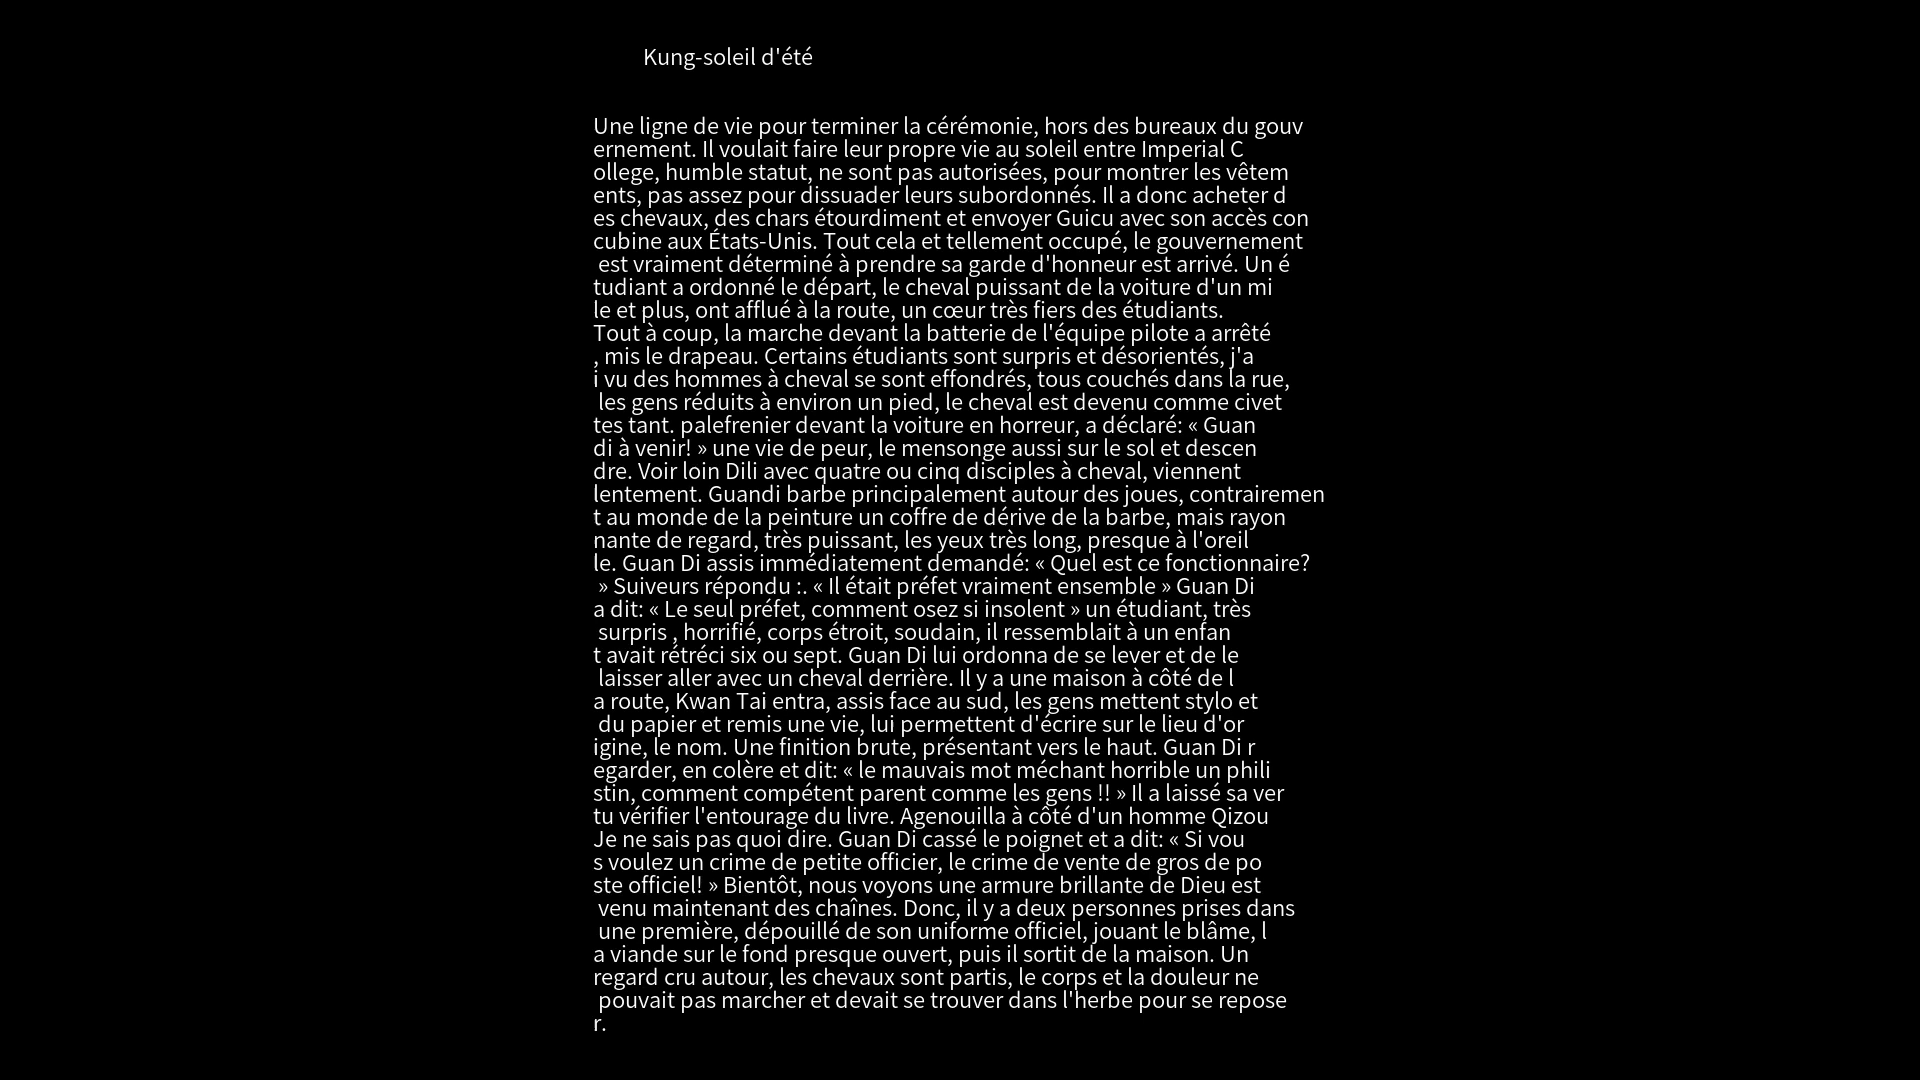 Kung-soleil d'été
Une ligne de vie pour terminer la cérémonie, hors des bureaux du gouv
ernement. Il voulait faire leur propre vie au soleil entre Imperial C
ollege, humble statut, ne sont pas autorisées, pour montrer les vêtem
ents, pas assez pour dissuader leurs subordonnés. Il a donc acheter d
es chevaux, des chars étourdiment et envoyer Guicu avec son accès con
cubine aux États-Unis. Tout cela et tellement occupé, le gouvernement
 est vraiment déterminé à prendre sa garde d'honneur est arrivé. Un é
tudiant a ordonné le départ, le cheval puissant de la voiture d'un mi
le et plus, ont afflué à la route, un cœur très fiers des étudiants.
Tout à coup, la marche devant la batterie de l'équipe pilote a arrêté
, mis le drapeau. Certains étudiants sont surpris et désorientés, j'a
i vu des hommes à cheval se sont effondrés, tous couchés dans la rue,
 les gens réduits à environ un pied, le cheval est devenu comme civet
tes tant. palefrenier devant la voiture en horreur, a déclaré: « Guan
di à venir! » une vie de peur, le mensonge aussi sur le sol et descen
dre. Voir loin Dili avec quatre ou cinq disciples à cheval, viennent
lentement. Guandi barbe principalement autour des joues, contrairemen
t au monde de la peinture un coffre de dérive de la barbe, mais rayon
nante de regard, très puissant, les yeux très long, presque à l'oreil
le. Guan Di assis immédiatement demandé: « Quel est ce fonctionnaire?
 » Suiveurs répondu :. « Il était préfet vraiment ensemble » Guan Di
a dit: « Le seul préfet, comment osez si insolent » un étudiant, très
 surpris , horrifié, corps étroit, soudain, il ressemblait à un enfan
t avait rétréci six ou sept. Guan Di lui ordonna de se lever et de le
 laisser aller avec un cheval derrière. Il y a une maison à côté de l
a route, Kwan Tai entra, assis face au sud, les gens mettent stylo et
 du papier et remis une vie, lui permettent d'écrire sur le lieu d'or
igine, le nom. Une finition brute, présentant vers le haut. Guan Di r
egarder, en colère et dit: « le mauvais mot méchant horrible un phili
stin, comment compétent parent comme les gens !! » Il a laissé sa ver
tu vérifier l'entourage du livre. Agenouilla à côté d'un homme Qizou
Je ne sais pas quoi dire. Guan Di cassé le poignet et a dit: « Si vou
s voulez un crime de petite officier, le crime de vente de gros de po
ste officiel! » Bientôt, nous voyons une armure brillante de Dieu est
 venu maintenant des chaînes. Donc, il y a deux personnes prises dans
 une première, dépouillé de son uniforme officiel, jouant le blâme, l
a viande sur le fond presque ouvert, puis il sortit de la maison. Un
regard cru autour, les chevaux sont partis, le corps et la douleur ne
 pouvait pas marcher et devait se trouver dans l'herbe pour se repose
r.